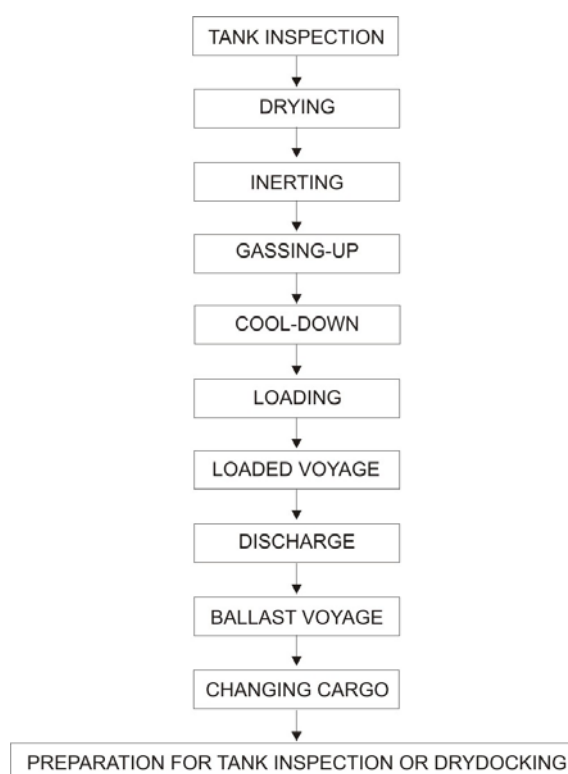 TANK INSPECTION
DRYING
INERTING
GASSING-UP
COOL-DOWN
LOADING
LOADED VOYAGE
DISCHARGE
BALLAST VOYAGE
CHANGING CARGO
PREPARATION FOR TANK INSPECTION OR DRYDOCKING